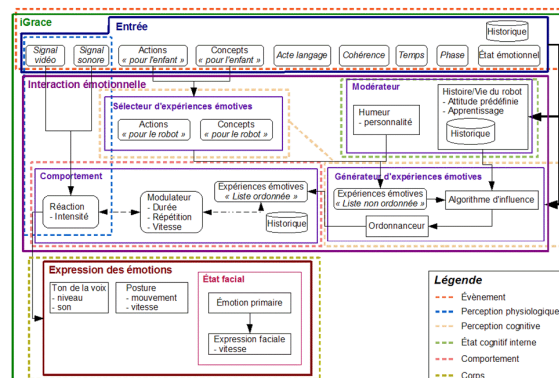 iGrace
Entrée
Historique
Signal
vidéo
Signal
sonore
Actions
« pour l'enfant »
Concepts
« pour l'enfant »
Acte langage
Cohérence
Temps
Phase
État émotionnel
Interaction émotionnelle
Sélecteur d'expériences émotives
Actions
« pour le robot »
Concepts
« pour le robot »
Modérateur
Humeur
- personnalité
Histoire/Vie du robot
- Attitude prédéfinie
- Apprentissage
Historique
Comportement
Réaction
- Intensité
Modulateur
- Durée
- Répétition
- Vitesse
Expériences émotives
« Liste ordonnée »
Historique
Générateur d'expériences émotives
Expériences émotives
« Liste non ordonnée »
Algorithme d'influence
Ordonnanceur
Expression des émotions
Ton de la voix
- niveau
- son
Posture
- mouvement
- vitesse
État facial
Émotion primaire
Expression faciale
- vitesse
Légende
Évènement
Perception physiologique
Perception cognitive
État cognitif interne
Comportement
Corps